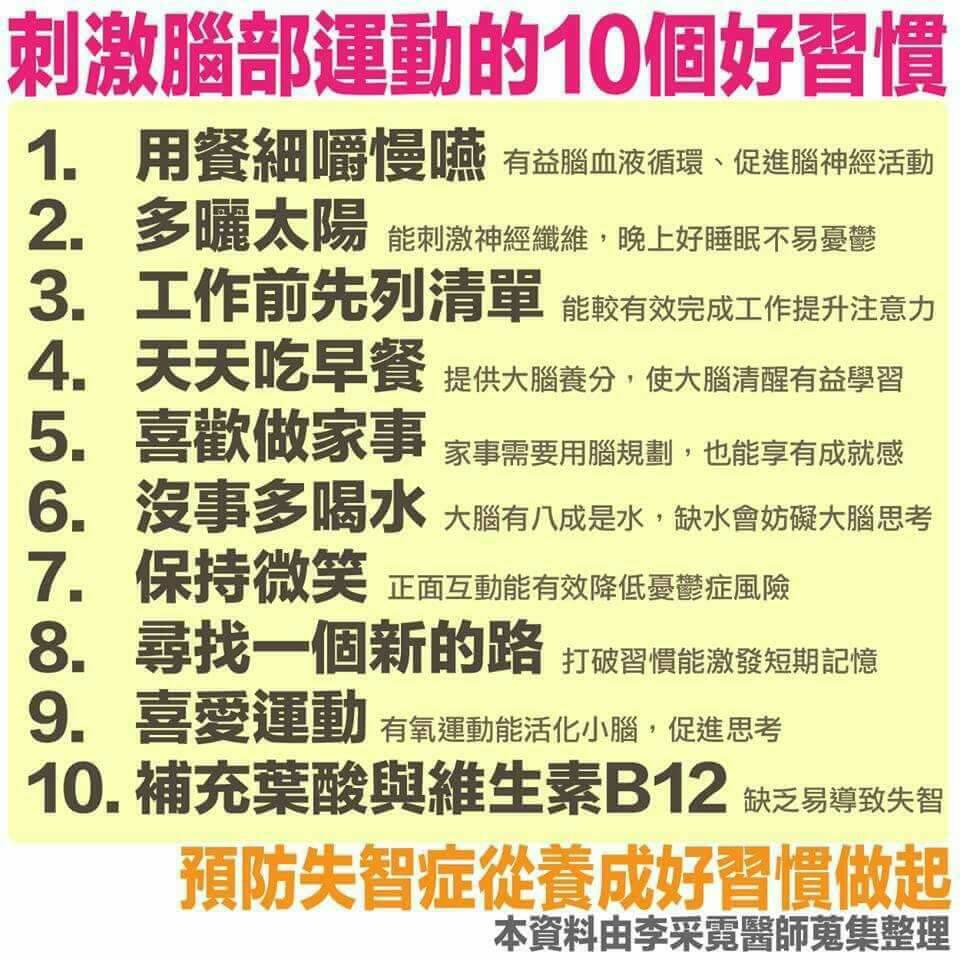 刺激腦部運動的10個好習慣
1. 用餐細嚼慢嚥 有益腦血液循環、促進腦神經活動
2. 多曬太陽 能刺激神經纖維，晚上好睡眠不易憂鬱
3. 工作前先列清單 能較有效完成工作提升注意力
4. 天天吃早餐 提供大腦養分，使大腦清醒有益學習
5. 喜歡做家事 家事需要用腦規劃，也能享有成就感
6. 沒事多喝水 大腦有八成是水，缺水會妨礙大腦思考
7. 保持微笑 正面互動能有效降低憂鬱症風險
8. 尋找一個新的路 打破習慣能激發短期記憶
9. 喜愛運動 有氧運動能活化小腦，促進思考
10. 補充葉酸與維生素B12 缺乏易導致失智
預防失智症從養成好習慣做起
本資料由李采霓醫師蒐集整理